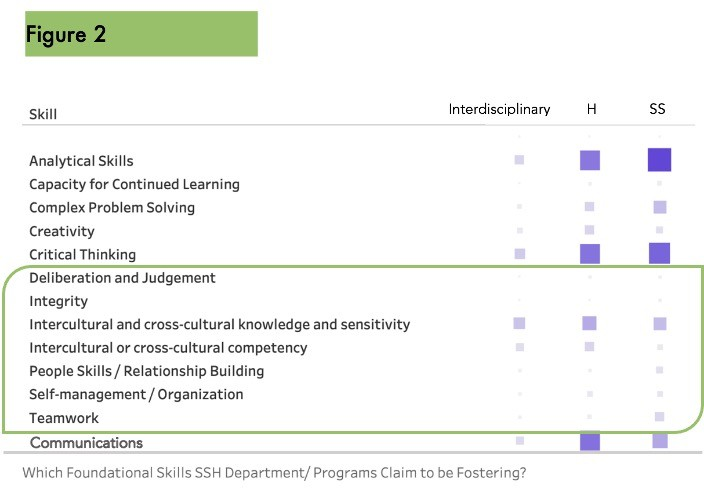 Figure 2
Skill Interdisciplinary H SS
Analytical Skills
Capacity for Continued Learning
Complex Problem Solving
Creativity
Critical Thinking
Deliberation and Judgement
Integrity
Intercultural and cross-cultural knowledge and sensitivity
Intercultural or cross-cultural competency
People Skills / Relationship Building
Self-management / Organization
Teamwork
Communications
Which Foundational Skills SSH Department/ Programs Claim to be Fostering?